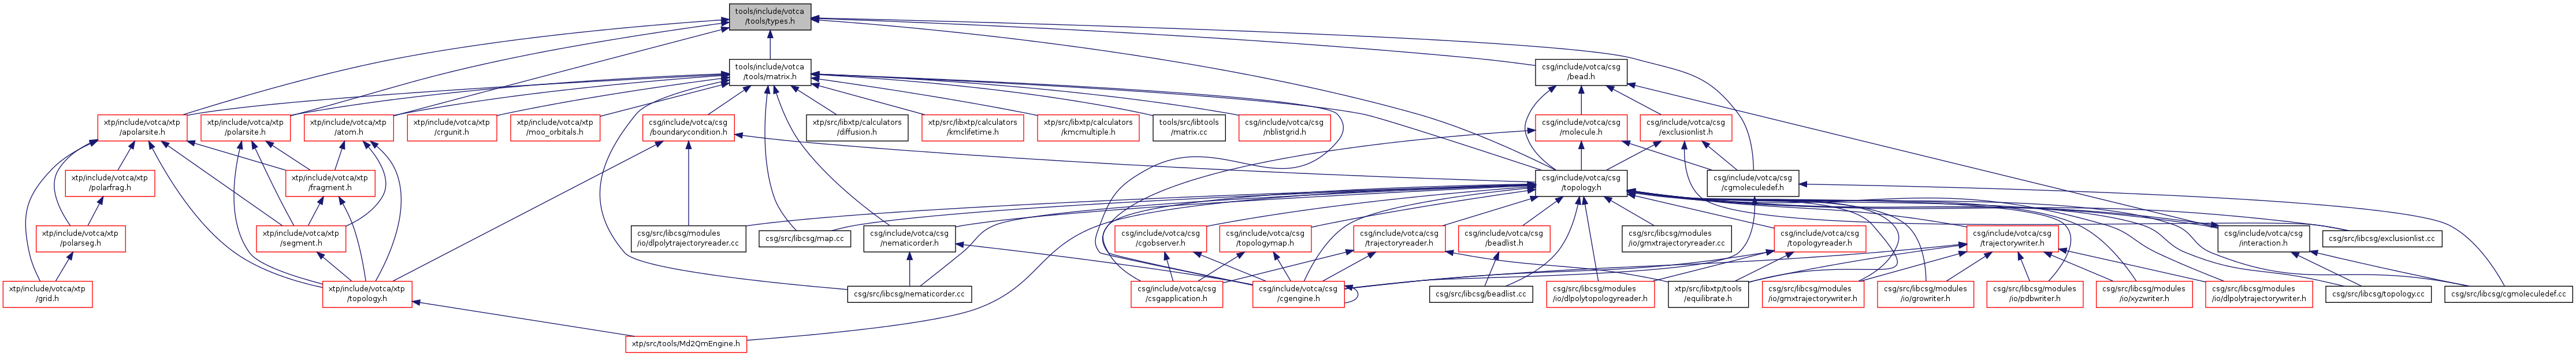 tools/include/votca
/tools/types.h
tools/include/votca
/tools/matrix.h
csg/include/votca/csg
/bead.h
xtp/include/votca/xtp
/apolarsite.h
xtp/include/votca/xtp
/polarsite.h
xtp/include/votca/xtp
/atom.h
xtp/include/votca/xtp
/crgunit.h
xtp/include/votca/xtp
/moo_orbitals.h
csg/include/votca/csg
/boundarycondition.h
xtp/src/libxtp/calculators
/diffusion.h
xtp/src/libxtp/calculators
/kmclifetime.h
xtp/src/libxtp/calculators
/kmcmultiple.h
tools/src/libtools
/matrix.cc
csg/include/votca/csg
/nblistgrid.h
csg/include/votca/csg
/molecule.h
csg/include/votca/csg
/exclusionlist.h
xtp/include/votca/xtp
/polarfrag.h
xtp/include/votca/xtp
/fragment.h
csg/include/votca/csg
/topology.h
csg/include/votca/csg
/cgmoleculedef.h
xtp/include/votca/xtp
/polarseg.h
xtp/include/votca/xtp
/segment.h
csg/src/libcsg/modules
/io/dlpolytrajectoryreader.cc
csg/src/libcsg/map.cc
csg/include/votca/csg
/nematicorder.h
csg/include/votca/csg
/cgobserver.h
csg/include/votca/csg
/topologymap.h
csg/include/votca/csg
/trajectoryreader.h
csg/include/votca/csg
/beadlist.h
csg/src/libcsg/modules
/io/gmxtrajectoryreader.cc
csg/include/votca/csg
/topologyreader.h
csg/include/votca/csg
/trajectorywriter.h
csg/include/votca/csg
/interaction.h
csg/src/libcsg/exclusionlist.cc
xtp/include/votca/xtp
/grid.h
xtp/include/votca/xtp
/topology.h
csg/src/libcsg/nematicorder.cc
csg/include/votca/csg
/csgapplication.h
csg/include/votca/csg
/cgengine.h
csg/src/libcsg/beadlist.cc
csg/src/libcsg/modules
/io/dlpolytopologyreader.h
xtp/src/libxtp/tools
/equilibrate.h
csg/src/libcsg/modules
/io/gmxtrajectorywriter.h
csg/src/libcsg/modules
/io/growriter.h
csg/src/libcsg/modules
/io/pdbwriter.h
csg/src/libcsg/modules
/io/xyzwriter.h
csg/src/libcsg/modules
/io/dlpolytrajectorywriter.h
csg/src/libcsg/topology.cc
csg/src/libcsg/cgmoleculedef.cc
xtp/src/tools/Md2QmEngine.h